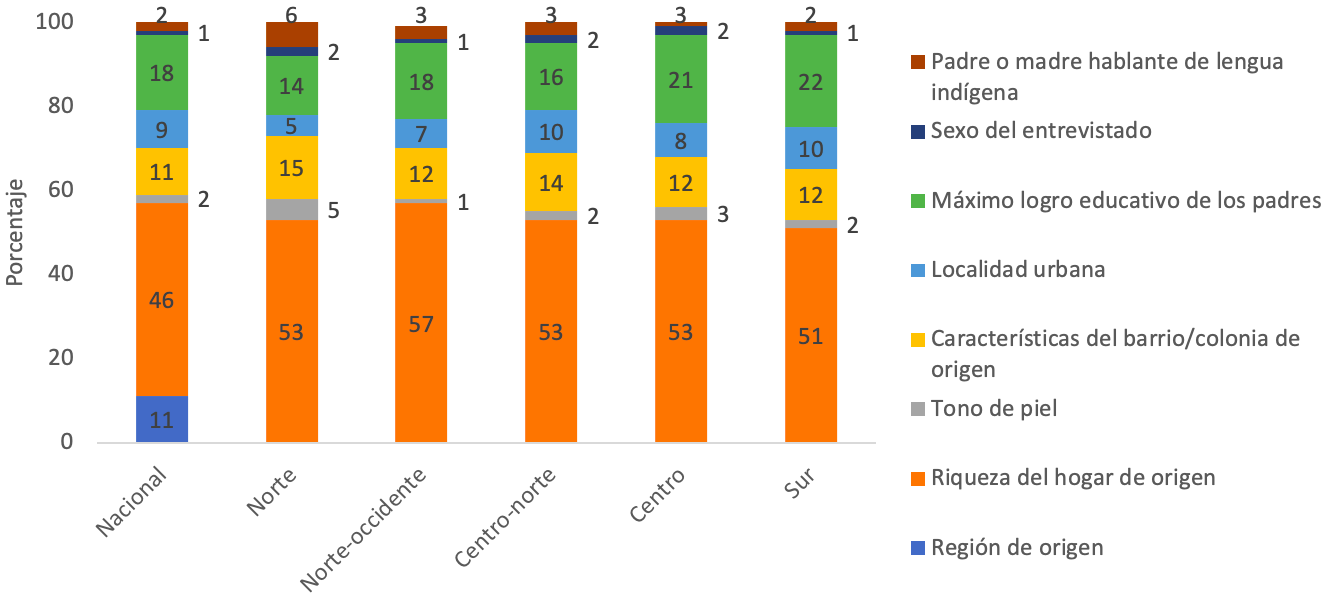 Porcentaje
100
80
60
40
20
0
2
1
18
9
11
2
46
11
6
2
14
5
15
5
53
3
1
18
7
12
1
57
3
2
16
10
14
2
53
3
2
21
8
12
3
53
2
1
22
10
12
2
51
Nacional
Norte
Norte-occidente
Centro-norte
Centro
Sur
Padre o madre hablante de lengua
indígena
Sexo del entrevistado
Máximo logro educativo de los padres
Localidad urbana
Características del barrio/colonia de
origen
Tono de piel
Riqueza del hogar de origen
Región de origen